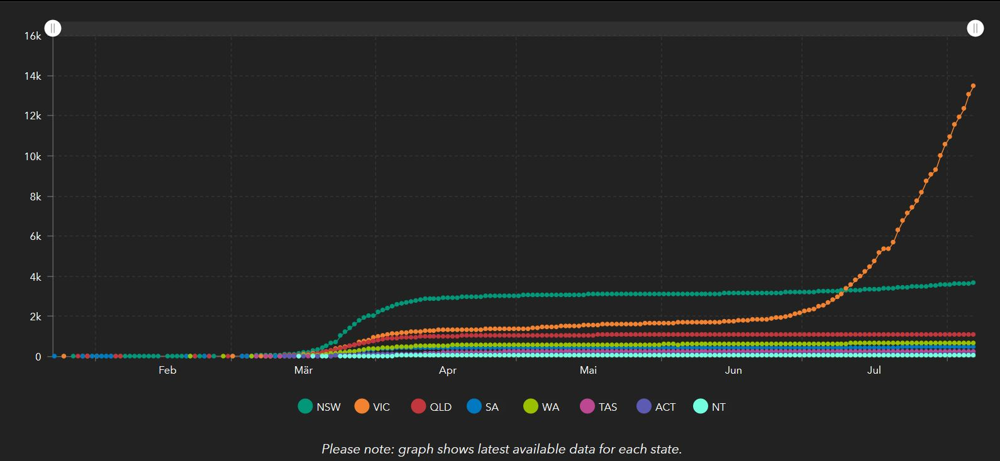 16k
14k
12k
10k
8k
6k
4k
2k
0
Feb Mär Apr Mai Jun Jul
NSW VIC QLD SA WA TAS ACT NT
Please note: graph shows latest available data for each state.